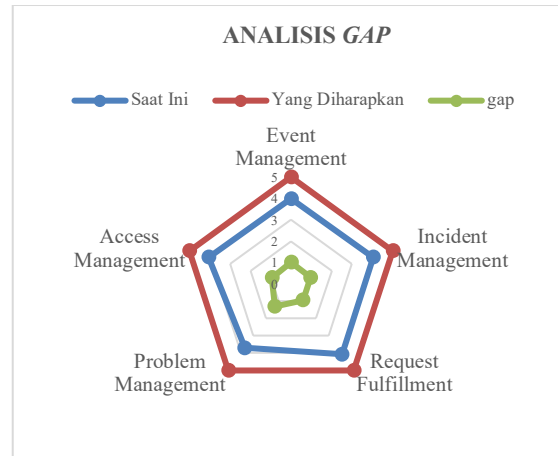 ANALISIS GAP
Saat Ini
Yang Diharapkan
gap
Event
Management
5
4
3
2
1
0
Incident
Management
Request
Fulfillment
Problem
Management
Access
Management